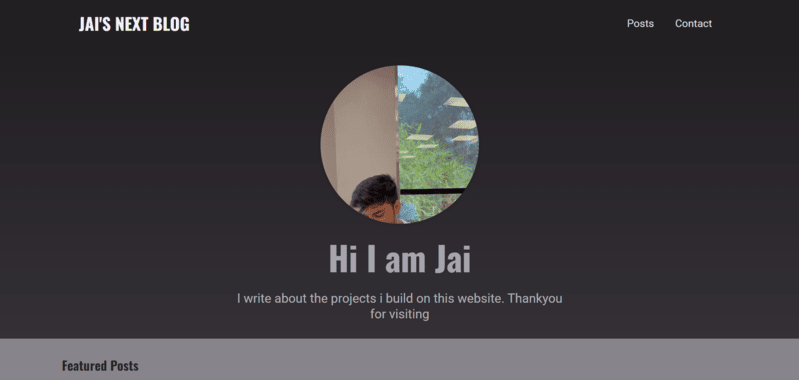 JAI'S NEXT BLOG
Posts
Contact
Hi I am Jai
I write about the projects i build on this website. Thankyou
for visiting
Featured Posts